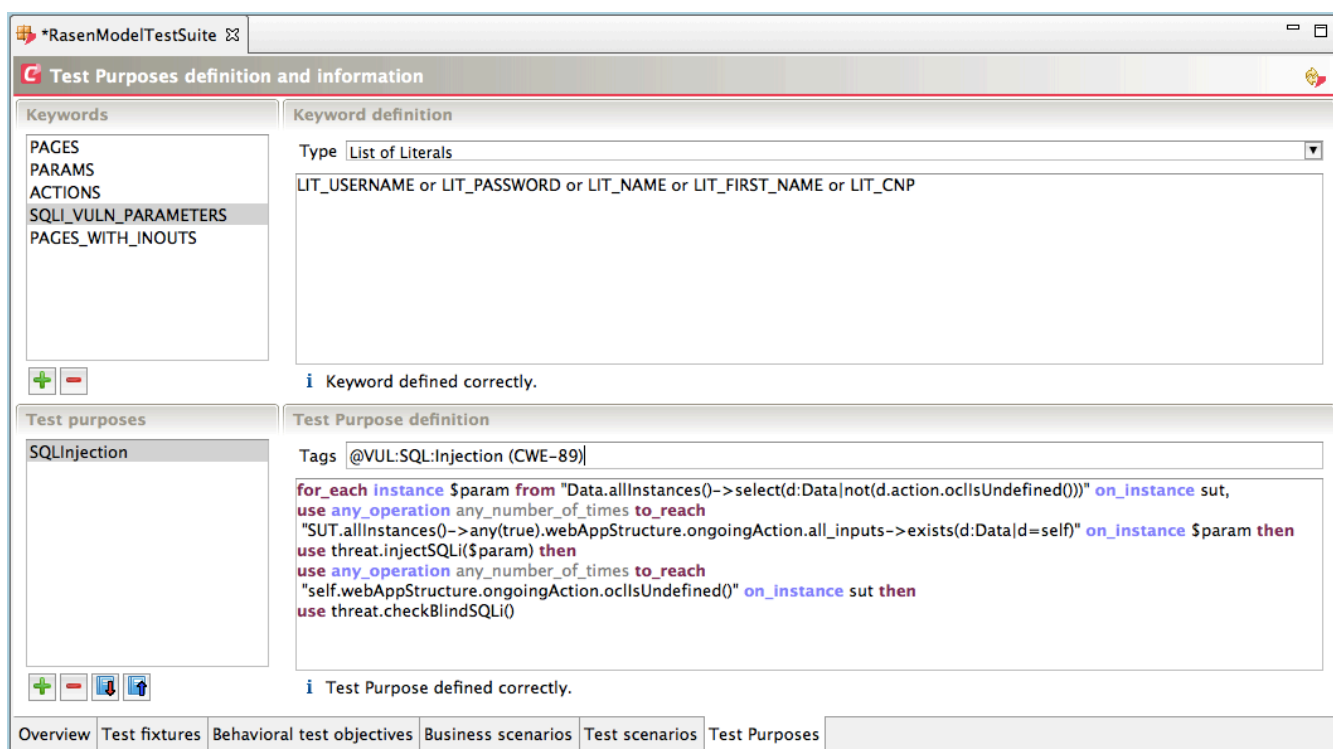 *RasenModelTestSuite
Test Purposes definition and information
Keywords
PAGES
PARAMS
ACTIONS
SQLI_VULN_PARAMETERS
PAGES_WITH_INOUTS
Keyword definition
Type List of Literals
LIT_USERNAME or LIT_PASSWORD or LIT_NAME or LIT_FIRST_NAME or LIT_CNP
i Keyword defined correctly.
Test purposes
SQLInjection
Test Purpose definition
Tags @VUL:SQL:Injection (CWE-89)
for_each instance $param from "Data.allInstances()->select(d:Data|not(d.action.oclIsUndefined()))" on_instance sut,
use any_operation any_number_of_times to_reach
"SUT.allInstances()->any(true).webAppStructure.ongoingAction.all_inputs->exists(d:Data|d=self)" on_instance $param then
use threat.injectSQLi($param) then
use any_operation any_number_of_times to_reach
"self.webAppStructure.ongoingAction.oclIsUndefined()" on_instance sut then
use threat.checkBlindSQLi()
i Test Purpose defined correctly.
Overview Test fixtures Behavioral test objectives Business scenarios Test scenarios Test Purposes